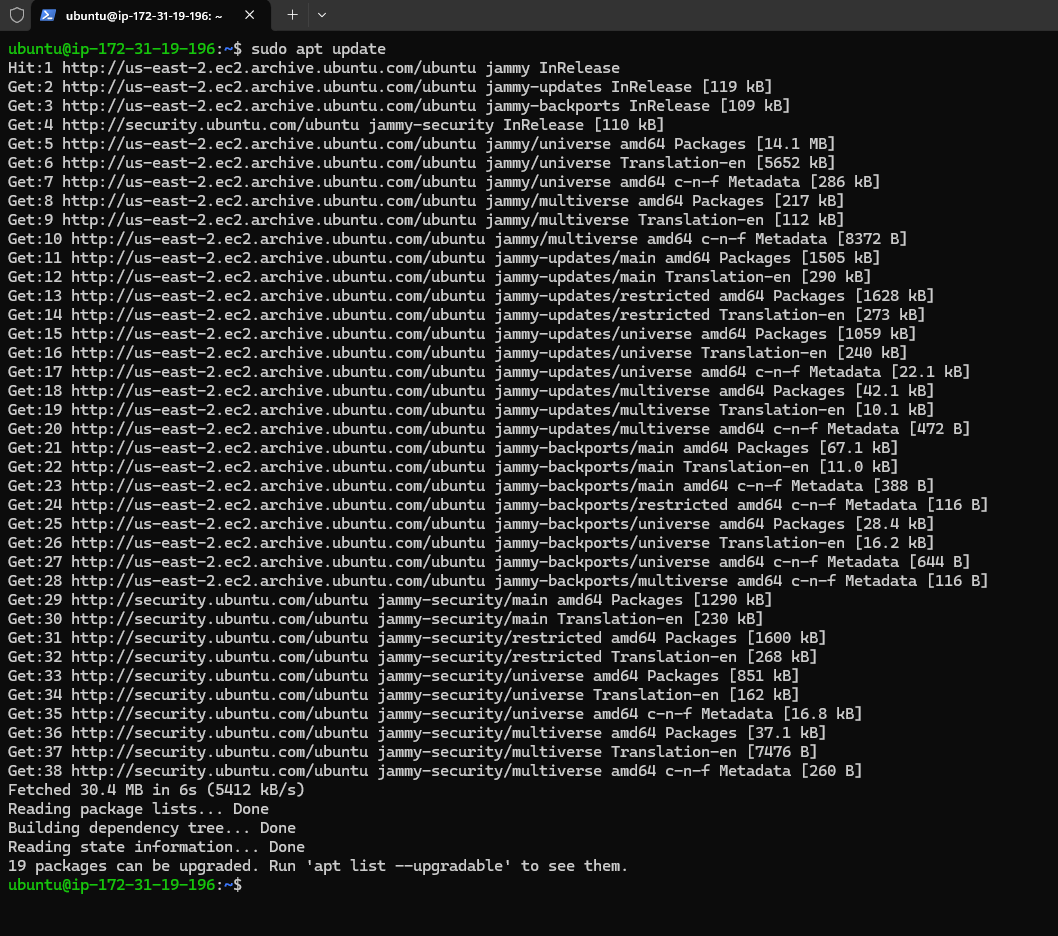 ubuntu@ip-172-31-19-196: ~
ubuntu@ip-172-31-19-196:~$ sudo apt update
Hit:1 http://us-east-2.ec2.archive.ubuntu.com/ubuntu jammy InRelease
Get:2 http://us-east-2.ec2.archive.ubuntu.com/ubuntu jammy-updates InRelease [119 kB]
Get:3 http://us-east-2.ec2.archive.ubuntu.com/ubuntu jammy-backports InRelease [109 kB]
Get:4 http://security.ubuntu.com/ubuntu jammy-security InRelease [110 kB]
Get:5 http://us-east-2.ec2.archive.ubuntu.com/ubuntu jammy/universe amd64 Packages [14.1 MB]
Get:6 http://us-east-2.ec2.archive.ubuntu.com/ubuntu jammy/universe Translation-en [5652 kB]
Get:7 http://us-east-2.ec2.archive.ubuntu.com/ubuntu jammy/universe amd64 c-n-f Metadata [286 kB]
Get:8 http://us-east-2.ec2.archive.ubuntu.com/ubuntu jammy/multiverse amd64 Packages [217 kB]
Get:9 http://us-east-2.ec2.archive.ubuntu.com/ubuntu jammy/multiverse Translation-en [112 kB]
Get:10 http://us-east-2.ec2.archive.ubuntu.com/ubuntu jammy/multiverse amd64 c-n-f Metadata [8372 B]
Get:11 http://us-east-2.ec2.archive.ubuntu.com/ubuntu jammy-updates/main amd64 Packages [1505 kB]
Get:12 http://us-east-2.ec2.archive.ubuntu.com/ubuntu jammy-updates/main Translation-en [290 kB]
Get:13 http://us-east-2.ec2.archive.ubuntu.com/ubuntu jammy-updates/restricted amd64 Packages [1628 kB]
Get:14 http://us-east-2.ec2.archive.ubuntu.com/ubuntu jammy-updates/restricted Translation-en [273 kB]
Get:15 http://us-east-2.ec2.archive.ubuntu.com/ubuntu jammy-updates/universe amd64 Packages [1059 kB]
Get:16 http://us-east-2.ec2.archive.ubuntu.com/ubuntu jammy-updates/universe Translation-en [240 kB]
Get:17 http://us-east-2.ec2.archive.ubuntu.com/ubuntu jammy-updates/universe amd64 c-n-f Metadata [22.1 kB]
Get:18 http://us-east-2.ec2.archive.ubuntu.com/ubuntu jammy-updates/multiverse amd64 Packages [42.1 kB]
Get:19 http://us-east-2.ec2.archive.ubuntu.com/ubuntu jammy-updates/multiverse Translation-en [10.1 kB]
Get:20 http://us-east-2.ec2.archive.ubuntu.com/ubuntu jammy-updates/multiverse amd64 c-n-f Metadata [472 B]
Get:21 http://us-east-2.ec2.archive.ubuntu.com/ubuntu jammy-backports/main amd64 Packages [67.1 kB]
Get:22 http://us-east-2.ec2.archive.ubuntu.com/ubuntu jammy-backports/main Translation-en [11.0 kB]
Get:23 http://us-east-2.ec2.archive.ubuntu.com/ubuntu jammy-backports/main amd64 c-n-f Metadata [388 B]
Get:24 http://us-east-2.ec2.archive.ubuntu.com/ubuntu jammy-backports/restricted amd64 c-n-f Metadata [116 B]
Get:25 http://us-east-2.ec2.archive.ubuntu.com/ubuntu jammy-backports/universe amd64 Packages [28.4 kB]
Get:26 http://us-east-2.ec2.archive.ubuntu.com/ubuntu jammy-backports/universe Translation-en [16.2 kB]
Get:27 http://us-east-2.ec2.archive.ubuntu.com/ubuntu jammy-backports/universe amd64 c-n-f Metadata [644 B]
Get:28 http://us-east-2.ec2.archive.ubuntu.com/ubuntu jammy-backports/multiverse amd64 c-n-f Metadata [116 B]
Get:29 http://security.ubuntu.com/ubuntu jammy-security/main amd64 Packages [1290 kB]
Get:30 http://security.ubuntu.com/ubuntu jammy-security/main Translation-en [230 kB]
Get:31 http://security.ubuntu.com/ubuntu jammy-security/restricted amd64 Packages [1600 kB]
Get:32 http://security.ubuntu.com/ubuntu jammy-security/restricted Translation-en [268 kB]
Get:33 http://security.ubuntu.com/ubuntu jammy-security/universe amd64 Packages [851 kB]
Get:34 http://security.ubuntu.com/ubuntu jammy-security/universe Translation-en [162 kB]
Get:35 http://security.ubuntu.com/ubuntu jammy-security/universe amd64 c-n-f Metadata [16.8 kB]
Get:36 http://security.ubuntu.com/ubuntu jammy-security/multiverse amd64 Packages [37.1 kB]
Get:37 http://security.ubuntu.com/ubuntu jammy-security/multiverse Translation-en [7476 B]
Get:38 http://security.ubuntu.com/ubuntu jammy-security/multiverse amd64 c-n-f Metadata [260 B]
Fetched 30.4 MB in 6s (5412 kB/s)
Reading package lists... Done
Building dependency tree... Done
Reading state information... Done
19 packages can be upgraded. Run 'apt list --upgradable' to see them.
ubuntu@ip-172-31-19-196:~$